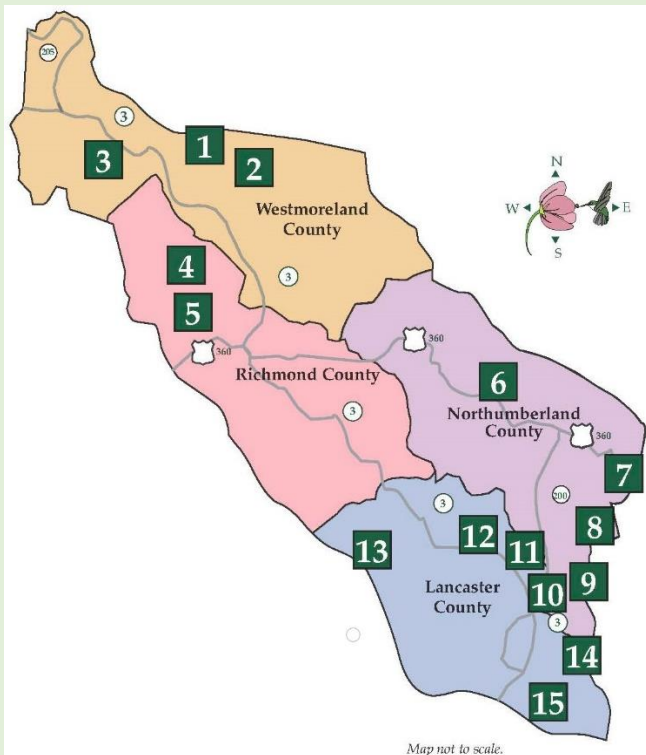 205
3
3
1
2
Westmoreland
County
N
W
E
S
4
3
5
360
Richmond County
360
3
6
Northumberland
County
360
7
3
200
8
13
12
11
Lancaster
County
10
9
3
14
15
Map not to scale.